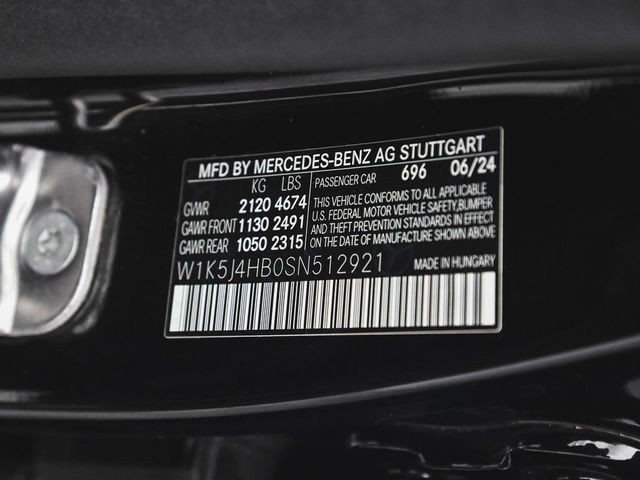 MFD BY MERCEDES-BENZ AG STUTTGART
KG LBS PASSENGER CAR 696 06/24
GVWR 2120 4674
GAWR FRONT 1130 2491
GAWR REAR 1050 2315
THIS VEHICLE CONFORMS TO ALL APPLICABLE
U.S. FEDERAL MOTOR VEHICLE SAFETY, BUMPER
AND THEFT PREVENTION STANDARDS IN EFFECT
ON THE DATE OF MANUFACTURE SHOWN ABOVE
W1K5J4HB0SN512921 MADE IN HUNGARY